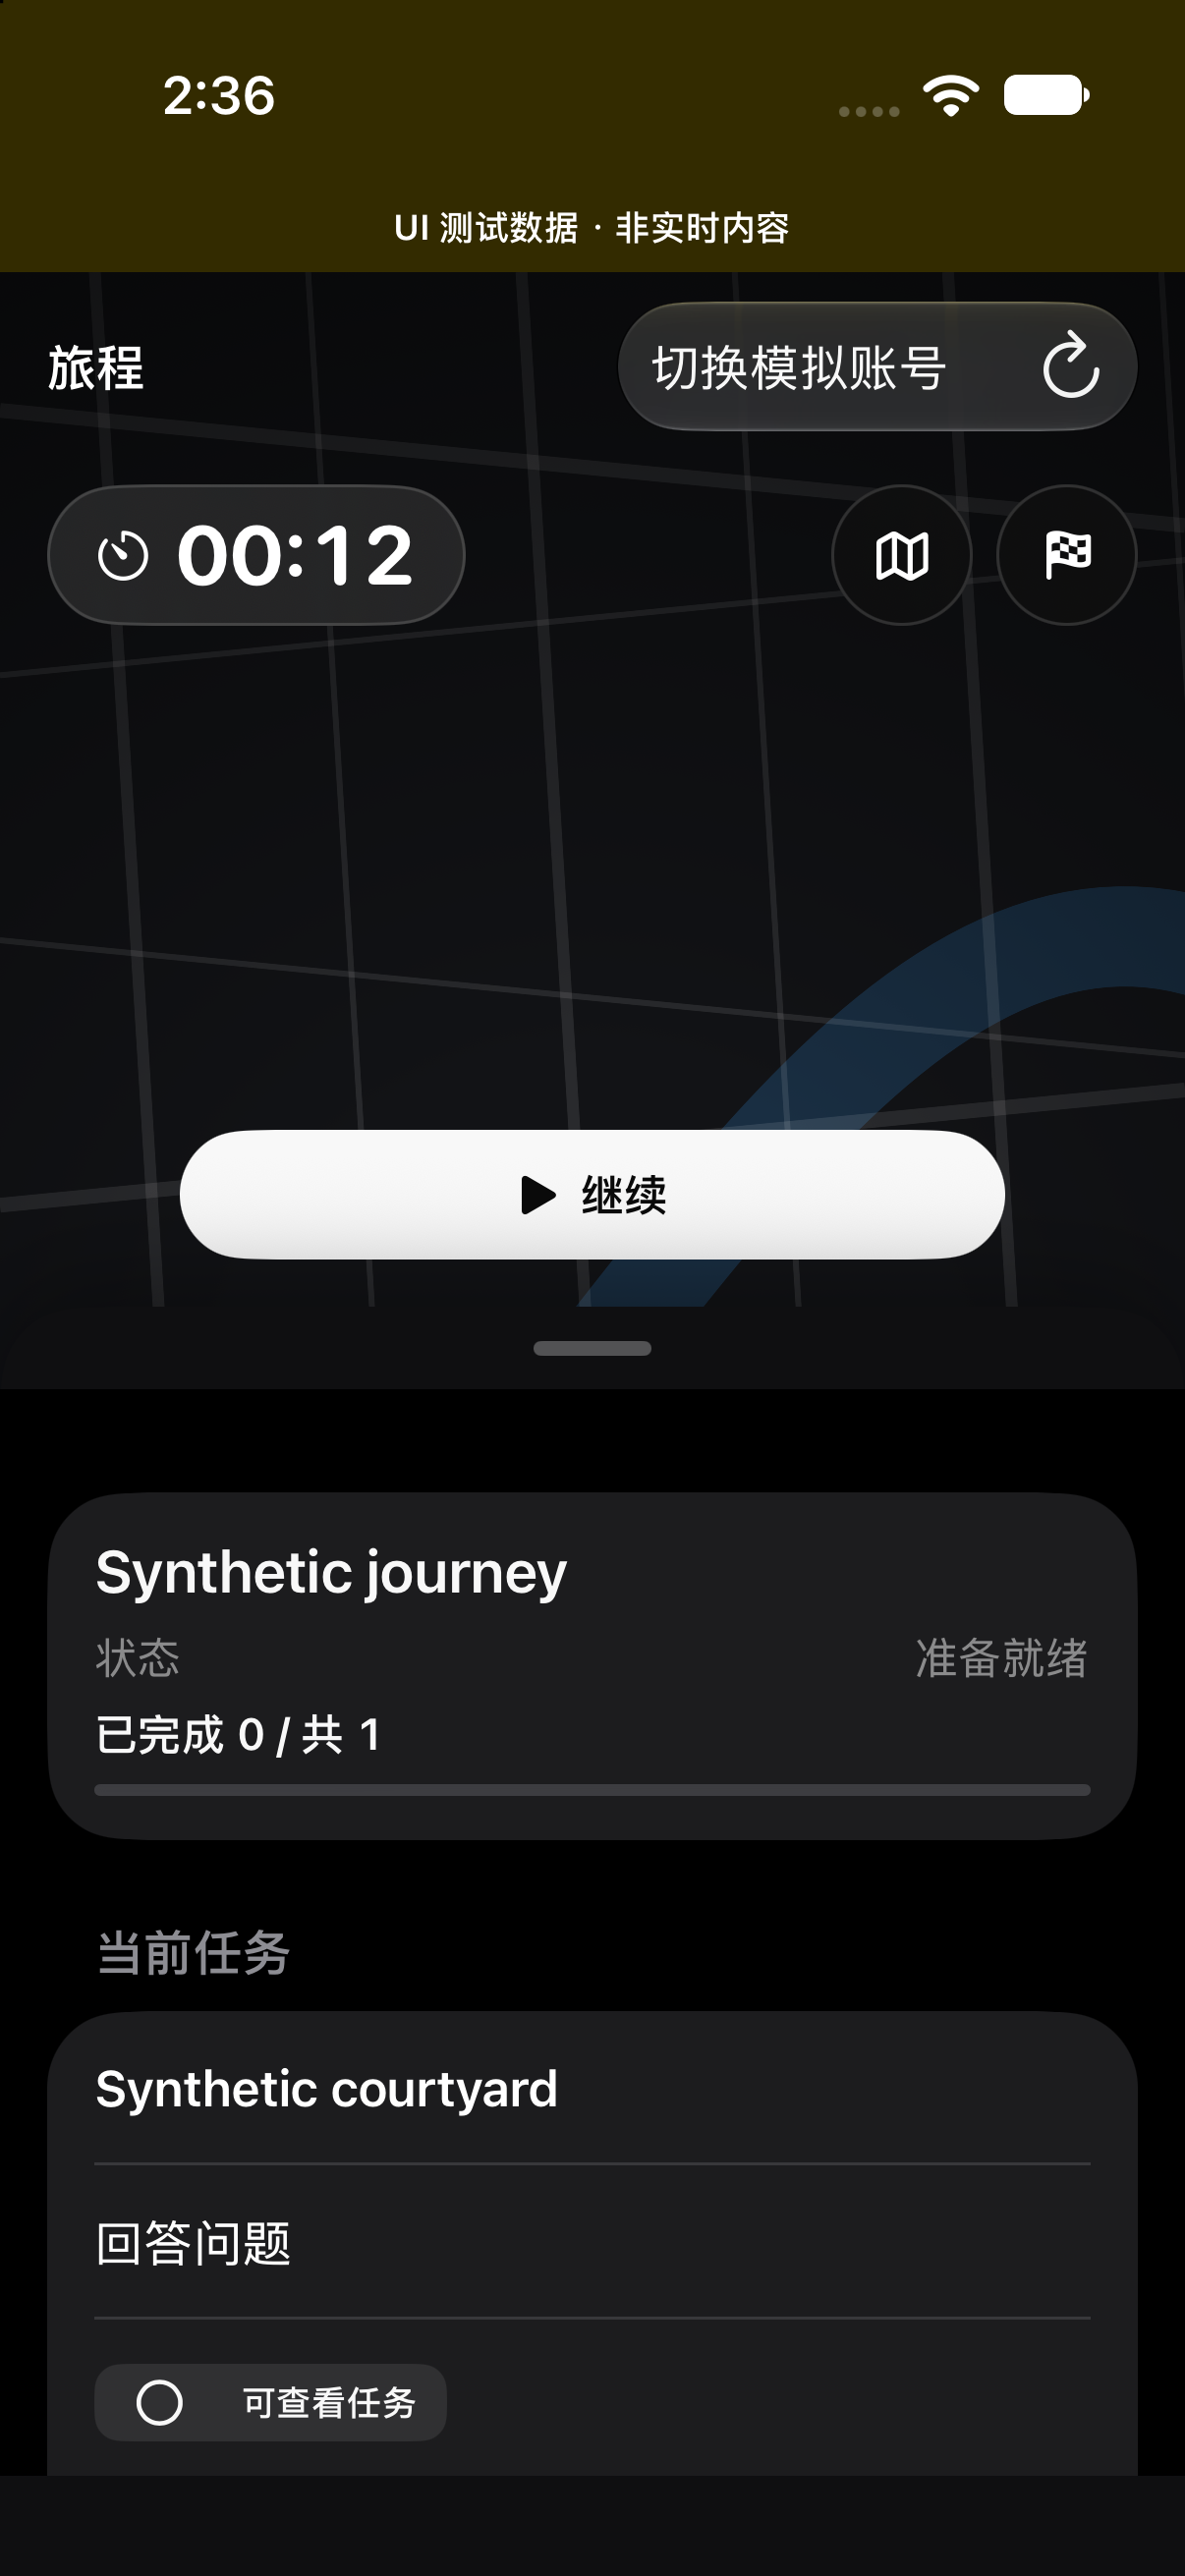 2:36
UI 测试数据 · 非实时内容
旅程
切换模拟账号
00:12
继续
Synthetic journey
状态 准备就绪
已完成 0 / 共 1
当前任务
Synthetic courtyard
回答问题
可查看任务